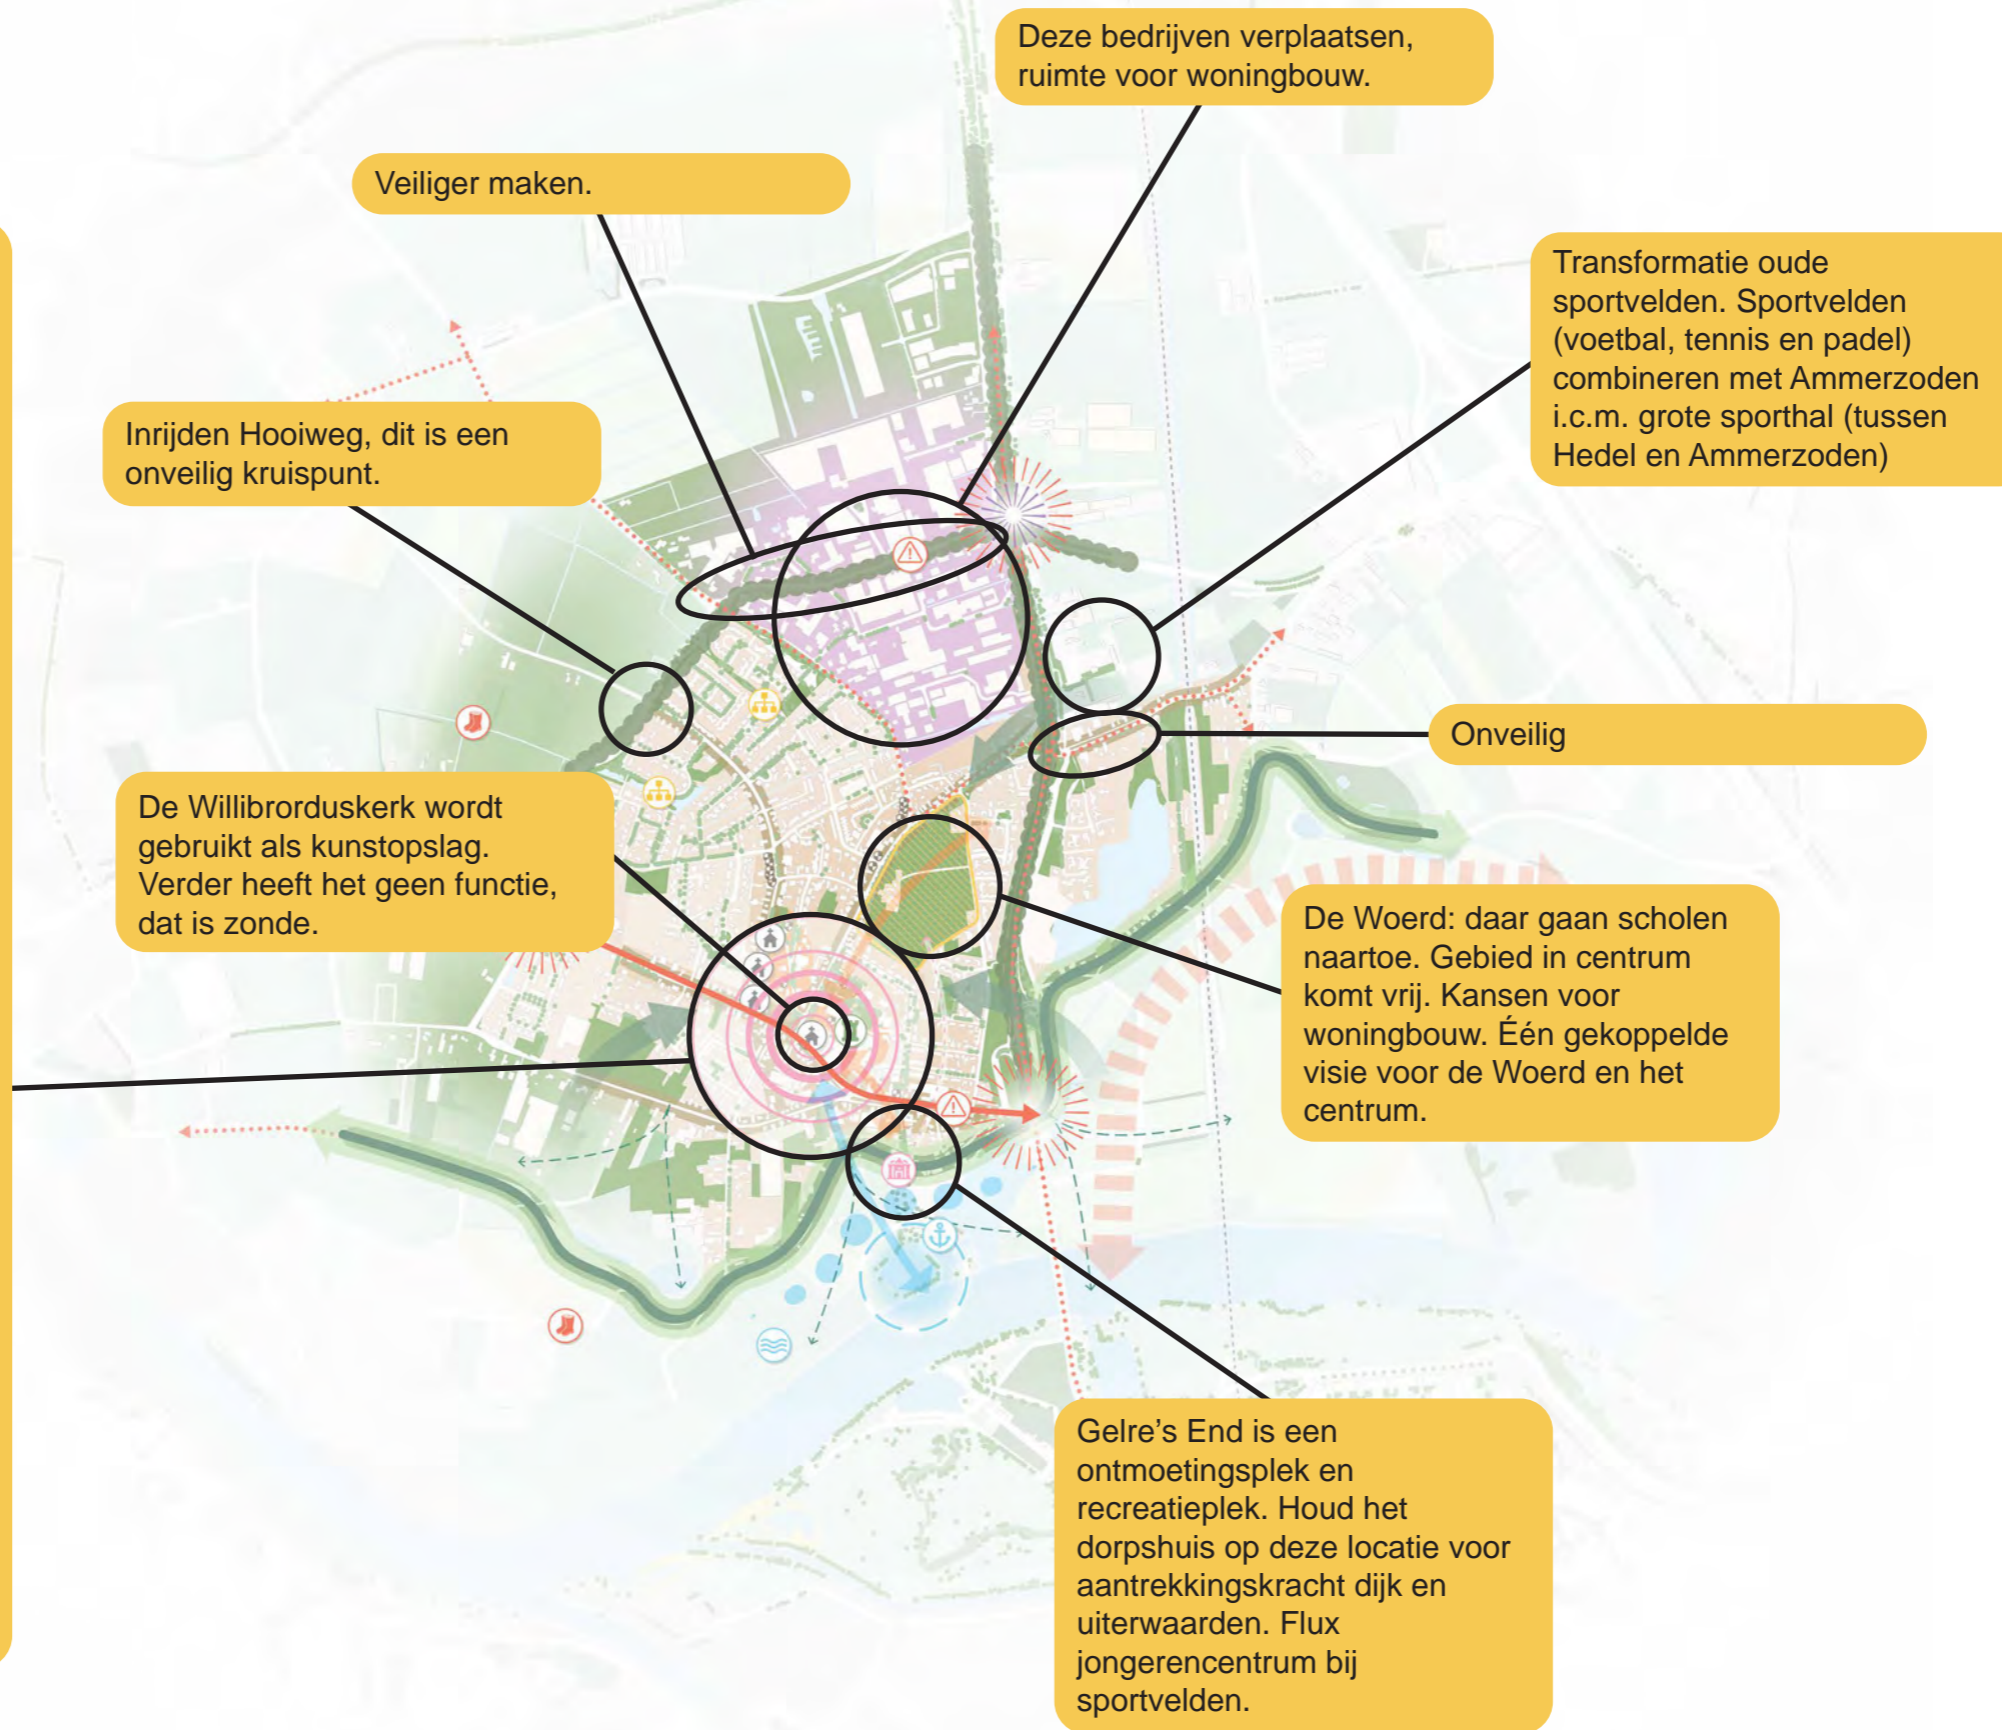 Deze bedrijven verplaatsen,
ruimte voor woningbouw.
Veiliger maken.
Transformatie oude
sportvelden. Sportvelden
(voetbal, tennis en padel)
combineren met Ammerzoden
i.c.m. grote sporthal (tussen
Hedel en Ammerzoden)
Inrijden Hooiweg, dit is een
onveilig kruispunt.
Onveilig
De Willibrorduskerk wordt
gebruikt als kunstopslag.
Verder heeft het geen functie,
dat is zonde.
De Woerd: daar gaan scholen
naartoe. Gebied in centrum
komt vrij. Kansen voor
woningbouw. Één gekoppelde
visie voor de Woerd en het
centrum.
Gelre’s End is een
ontmoetingsplek en
recreatieplek. Houd het
dorpshuis op deze locatie voor
aantrekkingskracht dijk en
uiterwaarden. Flux
jongerencentrum bij
sportvelden.